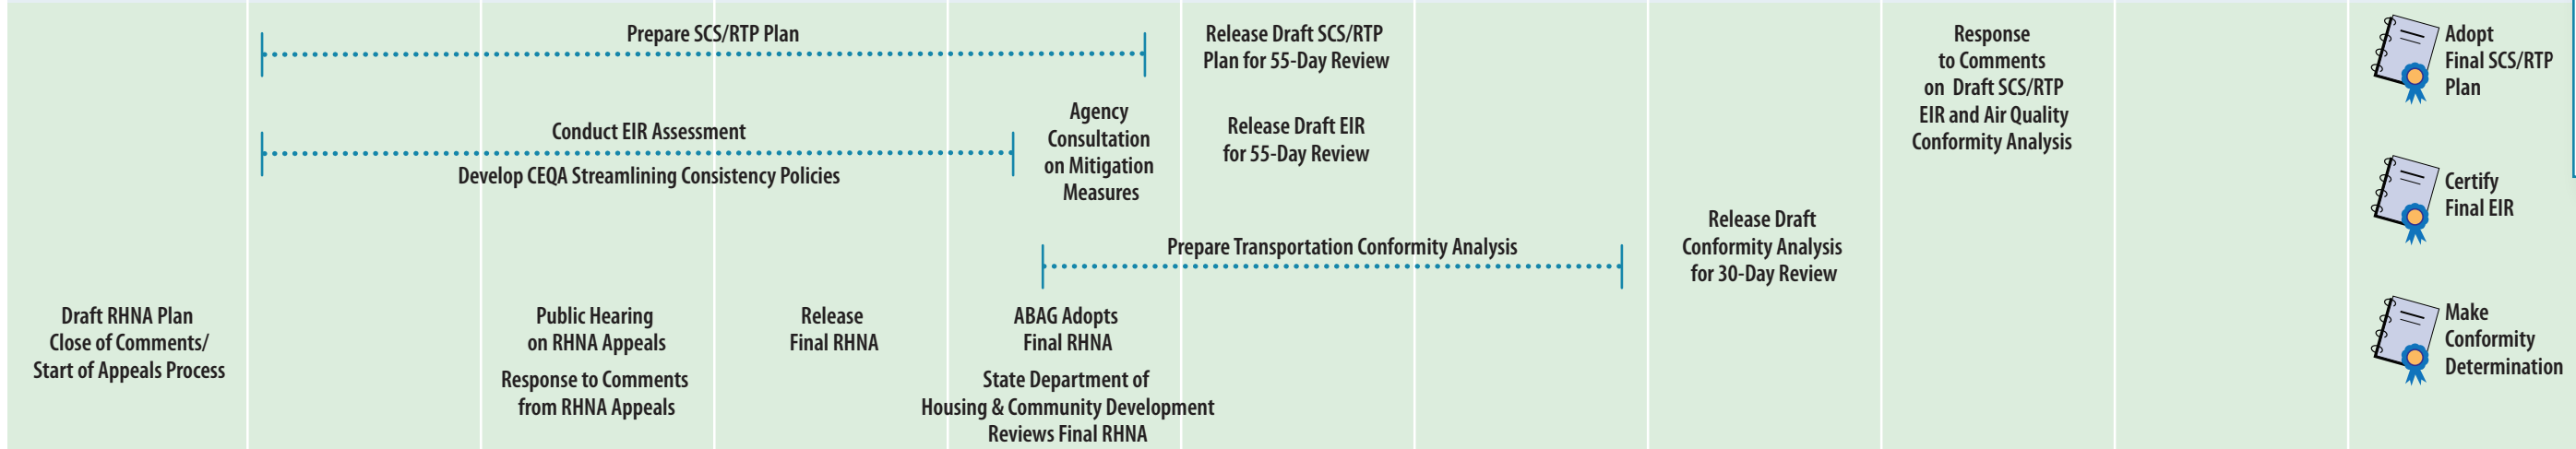 Prepare SCS/RTP Plan
Release Draft SCS/RTP
Plan for 55-Day Review
Response
to Comments
on Draft SCS/RTP
EIR and Air Quality
Conformity Analysis
Adopt
Final SCS/RTP
Plan
Conduct EIR Assessment
Develop CEQA Streamlining Consistency Policies
Agency
Consultation
on Mitigation
Measures
Release Draft EIR
for 55-Day Review
Certify
Final EIR
Prepare Transportation Conformity Analysis
Release Draft
Conformity Analysis
for 30-Day Review
Draft RHNA Plan
Close of Comments/
Start of Appeals Process
Public Hearing
on RHNA Appeals
Response to Comments
from RHNA Appeals
Release
Final RHNA
ABAG Adopts
Final RHNA
State Department of
Housing & Community Development
Reviews Final RHNA
Make
Conformity
Determination